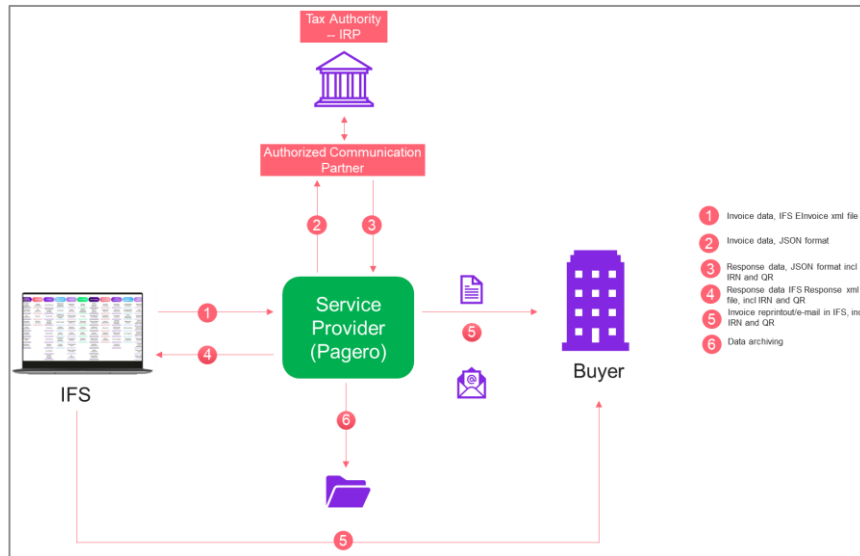 Tax Authority
-- IRP
Authorized Communication
Partner
2
3
1
Service
Provider
(Pagero)
4
5
@
IFS
Buyer
6
5
1 Invoice data, IFS EInvoice xml file
2 Invoice data, JSON format
3 Response data, JSON format incl
IRN and QR
4 Response data IFS Response xml
file, incl IRN and QR
5 Invoice reprintout/e-mail in IFS, inc
IRN and QR
6 Data archiving